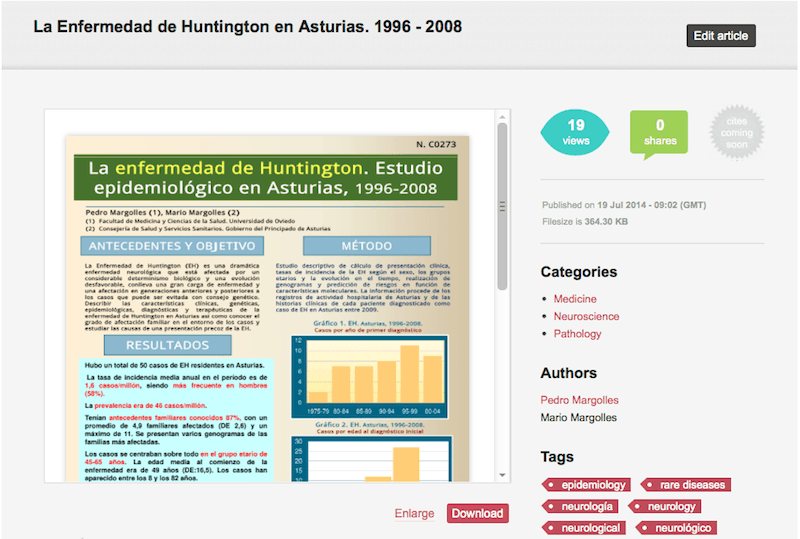 La Enfermedad de Huntington en Asturias. 1996 - 2008
Edit article
N. C0273
La enfermedad de Huntington. Estudio
epidemiológico en Asturias, 1996-2008
Pedro Margolles (1), Mario Margolles (2)
(1) Facultad de Medicina y Ciencias de la Salud. Universidad de Oviedo
(2) Consejería de Salud y Servicios Sanitarios. Gobierno del Principado de Asturias
ANTECEDENTES Y OBJETIVO
La Enfermedad de Huntington (EH) es una dramática
enfermedad neurológica que está afectada por un
considerable determinismo biológico y una evolución
desfavorable, conlleva una gran carga de enfermedad y
una afectación en generaciones anteriores y posteriores a
los casos que puede ser evitada con consejo genético.
Describir las características clínicas, genéticas,
epidemiológicas, diagnósticas y terapéuticas de la
enfermedad de Huntington en Asturias asr como conocer el
grado de afectación familiar en el entorno de los casos y
estudiar las causas de una presentación precoz de la EH.
RESULTADOS
Hubo un total de 50 casos de EH residentes en Asturias.
La tasa de incidencia media anual en el período es de
1,6 casos/millón, siendo más frecuente en hombres
(58%).
La prevalencia era de 46 casos/millón.
Tenían antecedentes familiares conocidos 87%, con un
promedio de 4,9 familiares afectados (DE 2,6) y un
máximo de 11. Se presentan varios genogramas de las
familias más afectadas.
Los casos se centraban sobre todo en el grupo etario de
45-65 años. La edad media al comienzo de la
enfermedad era de 49 años (DE:16,5). Los casos han
aparecido entre los 8 y los 82 años.
MÉTODO
Estudio descriptivo de cálculo de presentación clínica,
tasas de incidencia de la EH según el sexo, los grupos
etarios y la evolución en el tiempo, realización de
genogramas y predicción de riesgos en función de
características moleculares. La información procede de los
registros de actividad hospitalaria de Asturias y de las
historias clínicas de cada paciente diagnosticado como
caso de EH en Asturias entre 2009.
Gráfico 1. EH. Asturias, 1996-2008.
Casos por año de primer diagnóstico
12
10
8
6
4
2
0
1975-79 80-84 85-89 90-94 95-99 00-04
Gráfico 2. EH. Asturias, 1996-2008.
Casos por edad al diagnóstico inicial
30
25
20
15
10
Enlarge
Download
19
views
0
shares
cites
coming
soon
Published on 19 Jul 2014 - 09:02 (GMT)
Filesize is 364.30 KB
Categories
Medicine
Neuroscience
Pathology
Authors
Pedro Margolles
Mario Margolles
Tags
epidemiology
rare diseases
neurología
neurology
neurological
neurológico